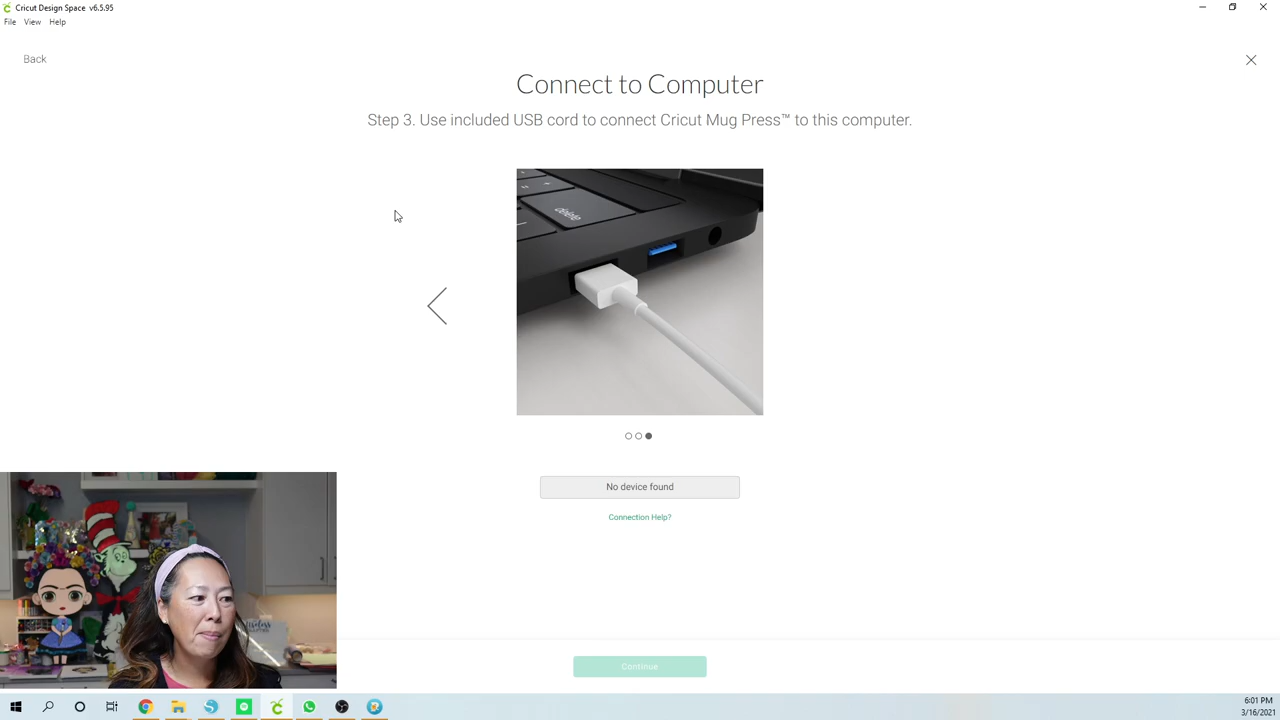 Cricut Design Space v6.5.95
File View Help
Back
Connect to Computer
Step 3. Use included USB cord to connect Cricut Mug Press™ to this computer.
delete
No device found
Connection Help?
Continue
6:01 PM
3/16/2021